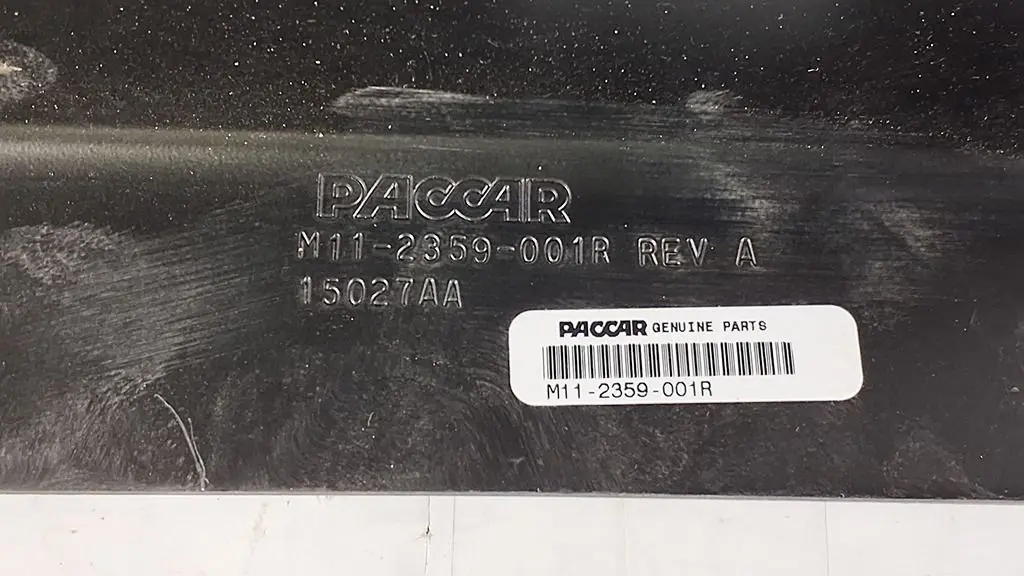 PACCAR
M11-2359-001R REV A
15027AA
PACCAR GENUINE PARTS
M11-2359-001R